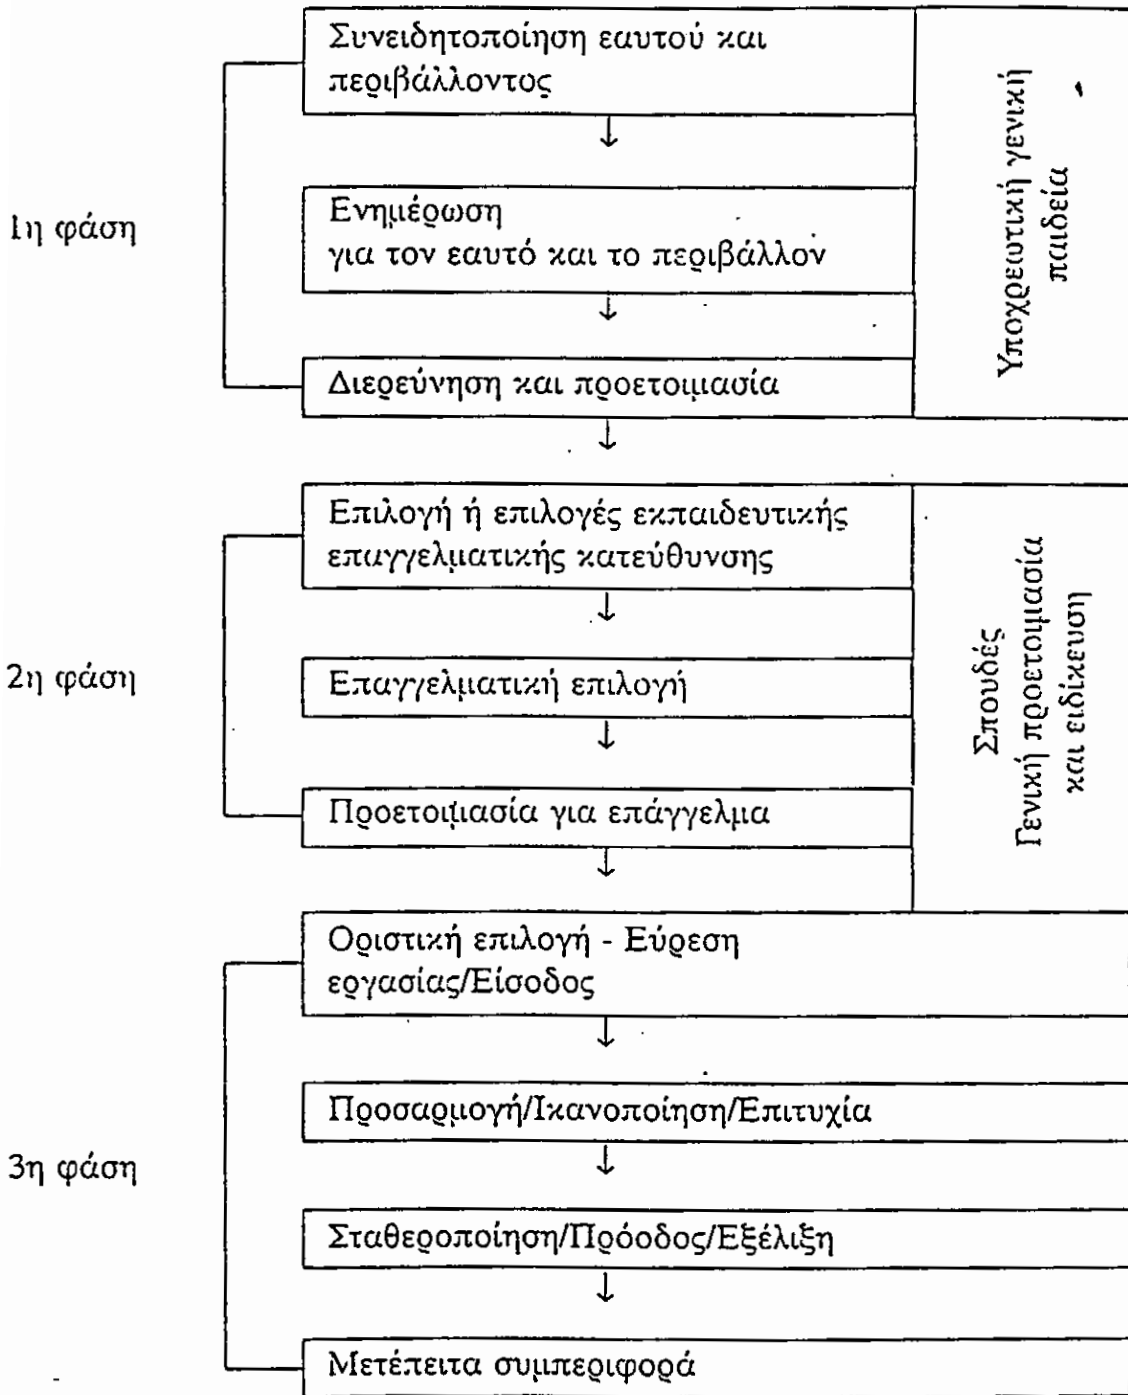 Συνειδητοποίηση εαυτού και
περιβάλλοντος
1η φάση
Ενημέρωση
για τον εαυτό και το περιβάλλον
Διερεύνηση και προετοιμασία
Υποχρεωτική γενική
παιδεία
Επιλογή ή επιλογές εκπαιδευτικής
επαγγελματικής κατεύθυνσης
2η φάση
Επαγγελματική επιλογή
Προετοιμασία για επάγγελμα
Σπουδές
Γενική προετοιμασία
και ειδίκευση
Οριστική επιλογή - Εύρεση
εργασίας/Είσοδος
Προσαρμογή/Ικανοποίηση/Επιτυχία
3η φάση
Σταθεροποίηση/Πρόοδος/Εξέλιξη
Μετέπειτα συμπεριφορά